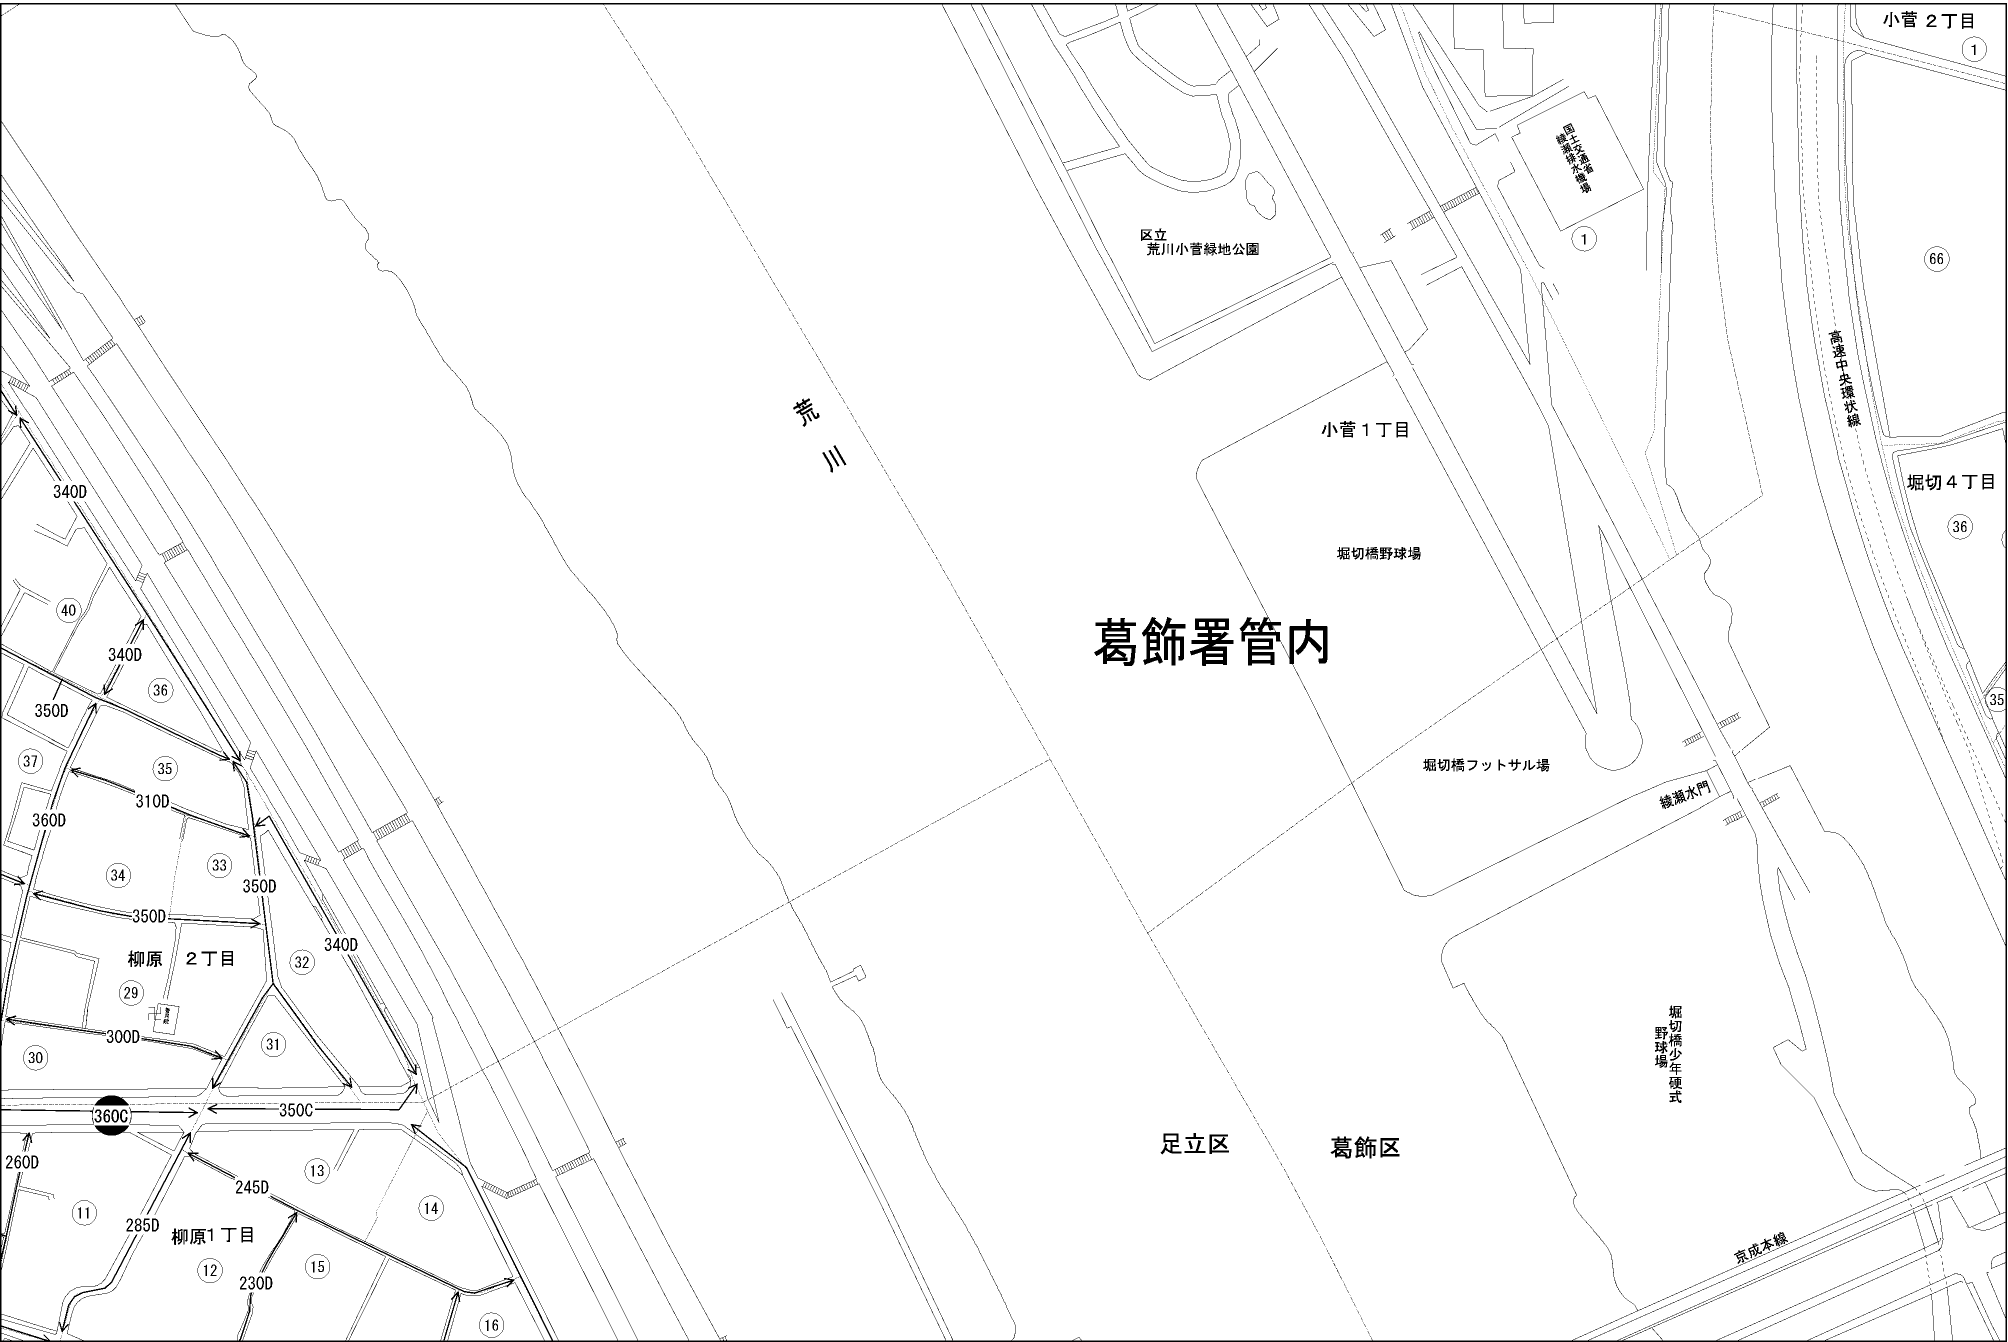 小菅 2丁目
1
国土交通省
綾瀬排水機場
1
区立
荒川小菅緑地公園
66
高速中央環状線
荒川
小菅1丁目
堀切4丁目
36
340D
堀切橋野球場
40
340D
葛飾署管内
36
350D
35
37
35
310D
堀切橋フットサル場
綾瀬水門
360D
33
34
350D
350D
340D
柳原 2丁目
32
29
堀切橋少年硬式
野球場
300D
31
30
360C
350C
足立区
葛飾区
260D
13
245D
14
11
285D
柳原1丁目
京成本線
12
15
230D
16